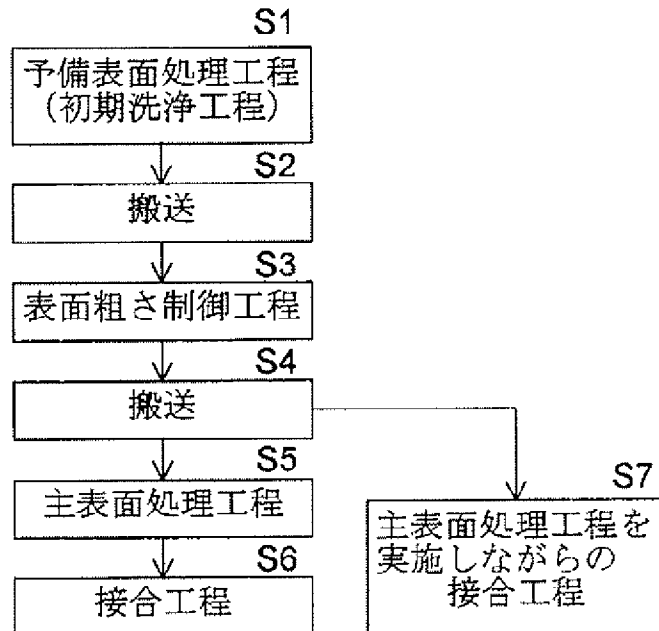 S1
予備表面処理工程
(初期洗浄工程)
S2
搬送
S3
表面粗さ制御工程
S4
搬送
S5
主表面処理工程
S6
接合工程
S7
主表面処理工程を
実施しながらの
接合工程